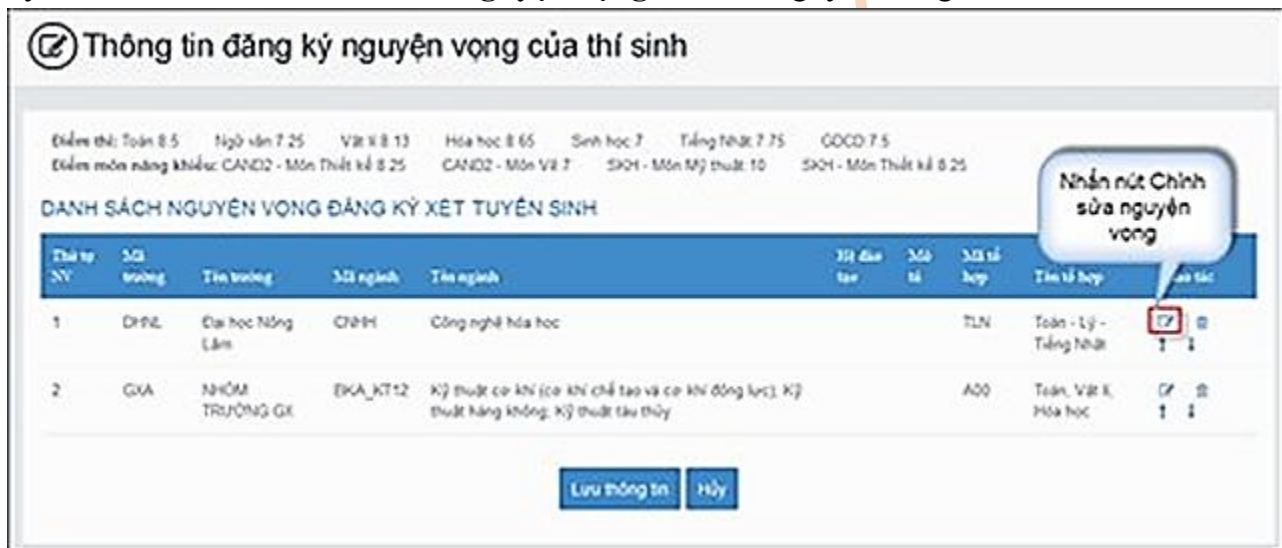 Thông tin đăng ký nguyện vọng của thí sinh
Điểm thi: Toán 8.5 Ngữ văn 7.25 Vật lí 8.13 Hóa học 8.65 Sinh học 7 Tiếng Nhật 7.75 GDCD 7.5
Điểm môn năng khiếu: CAND2 - Môn Thiết kế 8.25 CAND2 - Môn Vẽ 7 SKH - Môn Mỹ thuật 10 SKH - Môn Thiết kế 8.25
Nhấn nút Chỉnh
sửa nguyện
vọng
DANH SÁCH NGUYỆN VỌNG ĐĂNG KÝ XÉT TUYỂN SINH
Thứ tự NV Mã trường Tên trường Mã ngành Tên ngành Hệ đào tạo Mô tả Mã tổ hợp Tên tổ hợp tác
1 DHNL Đại học Nông CNHH Công nghệ hóa học TLN Toán - Lý -
Lâm Tiếng Nhật
2 GXA NHÓM BKA_KT12 Kỹ thuật cơ khí (cơ khí chế tạo và cơ khí động lực); Kỹ A00 Toán, Vật lí,
TRƯỜNG GX thuật hàng không; Kỹ thuật tàu thủy Hóa học
Lưu thông tin Hủy